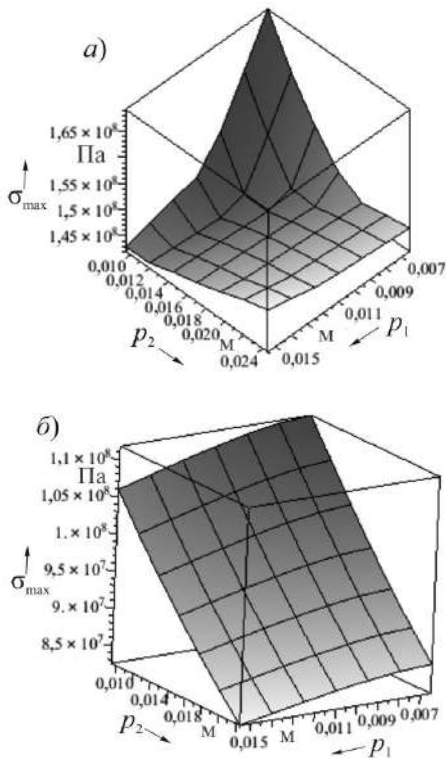 а)
1,65 × 10⁸
Па
1,55 × 10⁸
σmax
1,5 × 10⁸
1,45 × 10⁸
0,010
0,012
0,014
0,016
0,018
0,020
0,024
м
p₂
0,007
0,009
0,011
м
0,015
p₁
б)
1,1 × 10⁸
Па
1,05 × 10⁸
1, × 10⁸
9,5 × 10⁷
σmax
9, × 10⁷
8,5 × 10⁷
0,010
0,014
0,018
м
p₂
0,015
м
0,011
0,009
0,007
p₁